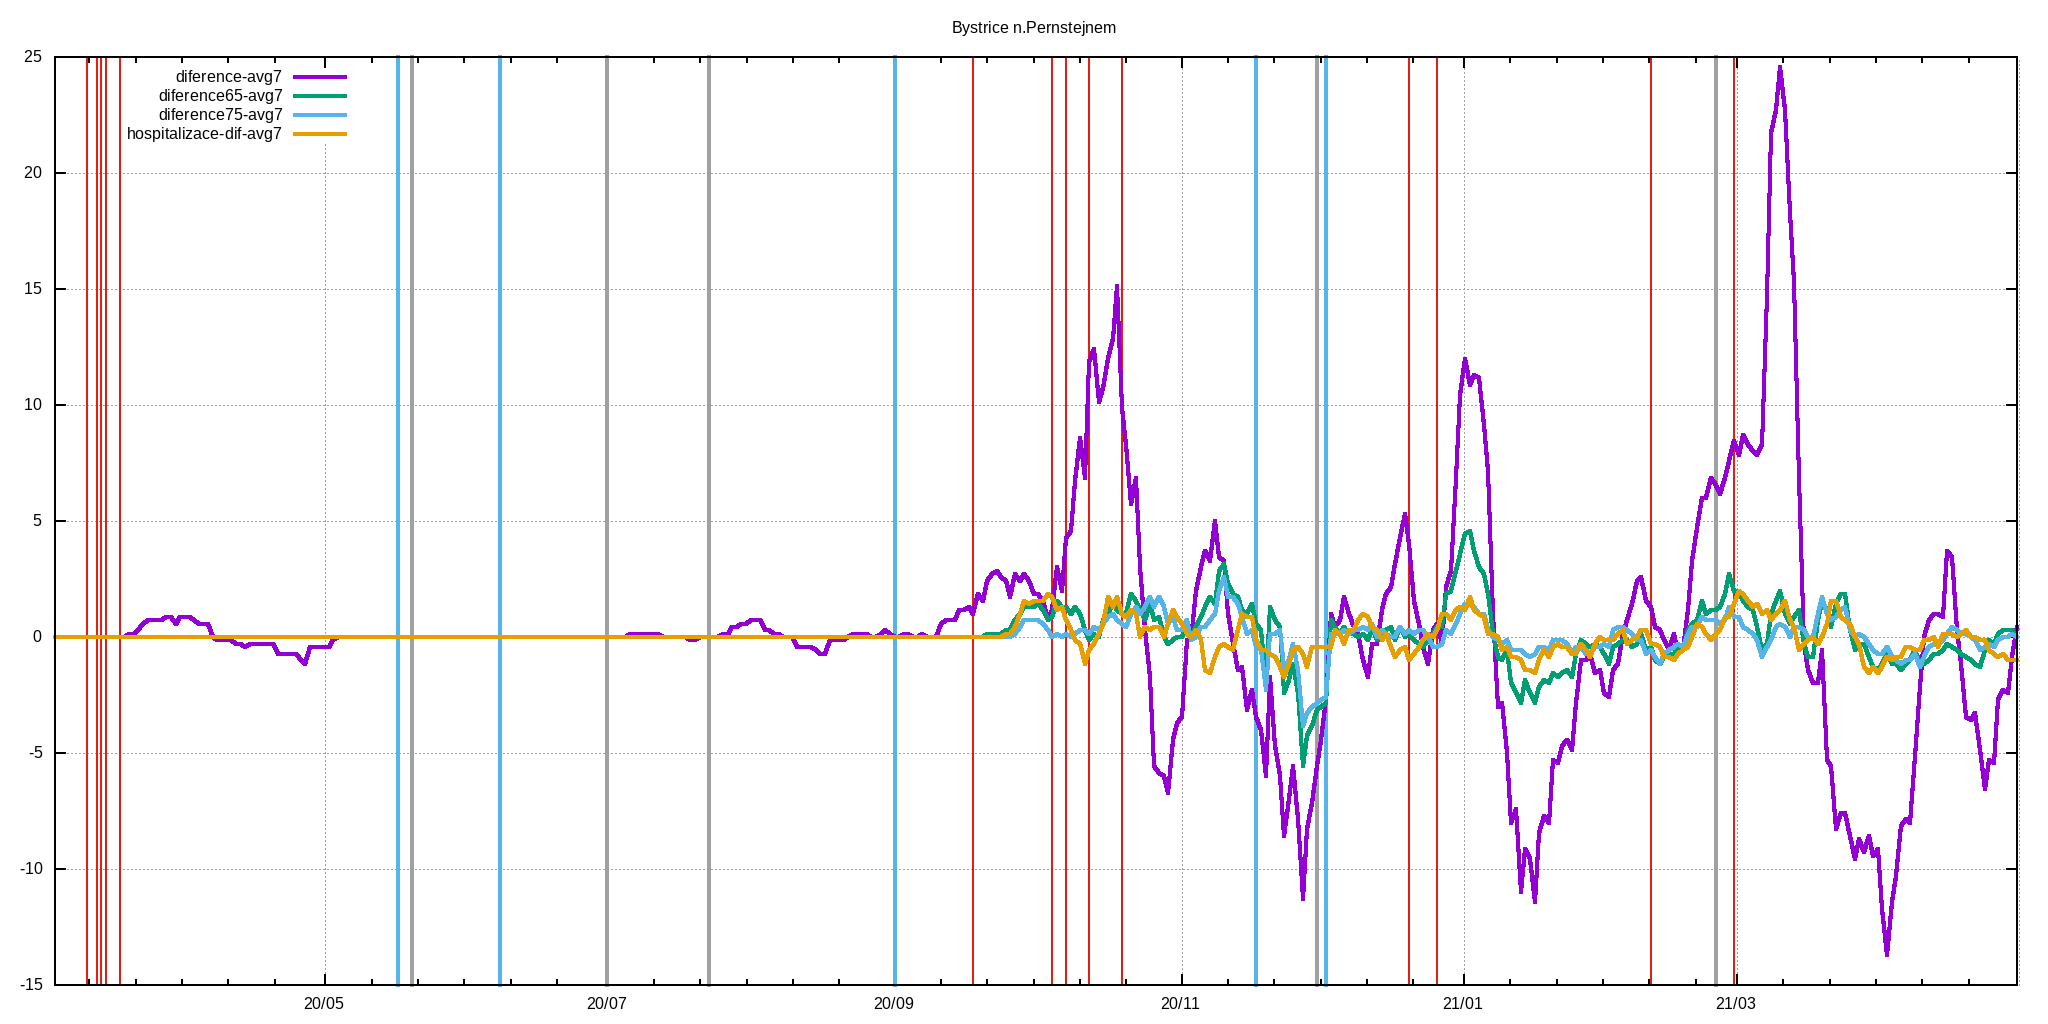 Bystrice n.Pernstejnem
25
20
15
10
5
0
-5
-10
-15
diference-avg7
diference65-avg7
diference75-avg7
hospitalizace-dif-avg7
20/05 20/07 20/09 20/11 21/01 21/03